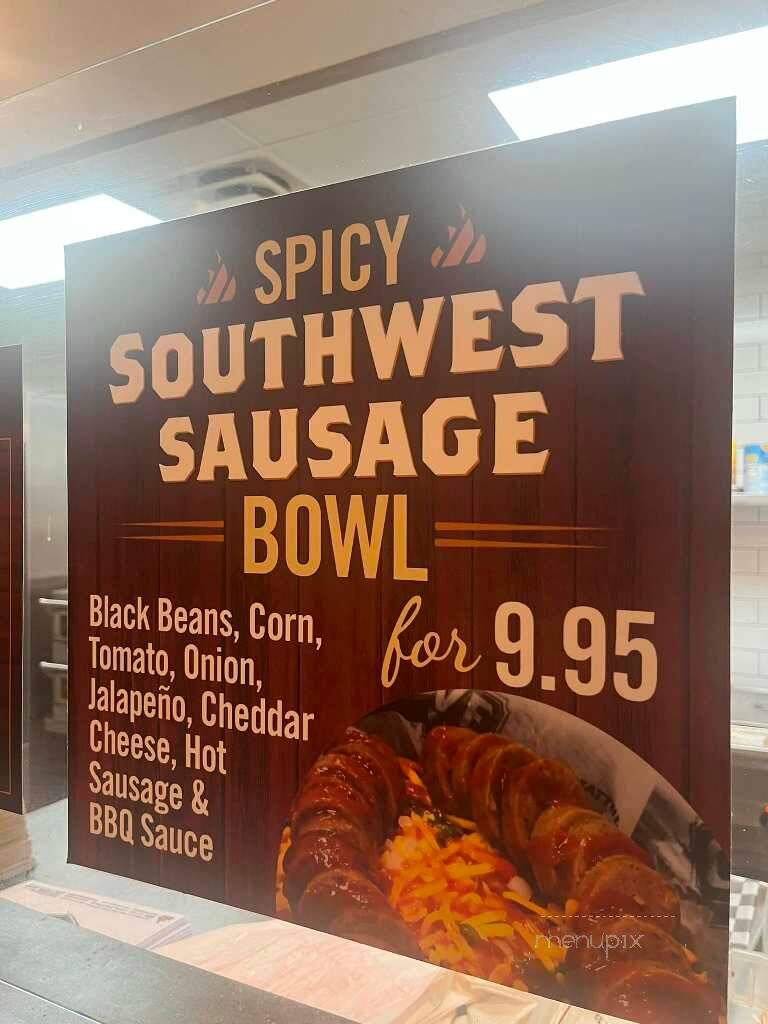 SPICY
SOUTHWEST
SAUSAGE
BOWL
for 9.95
Black Beans, Corn,
Tomato, Onion,
Jalapeño, Cheddar
Cheese, Hot
Sausage &
BBQ Sauce
menupix